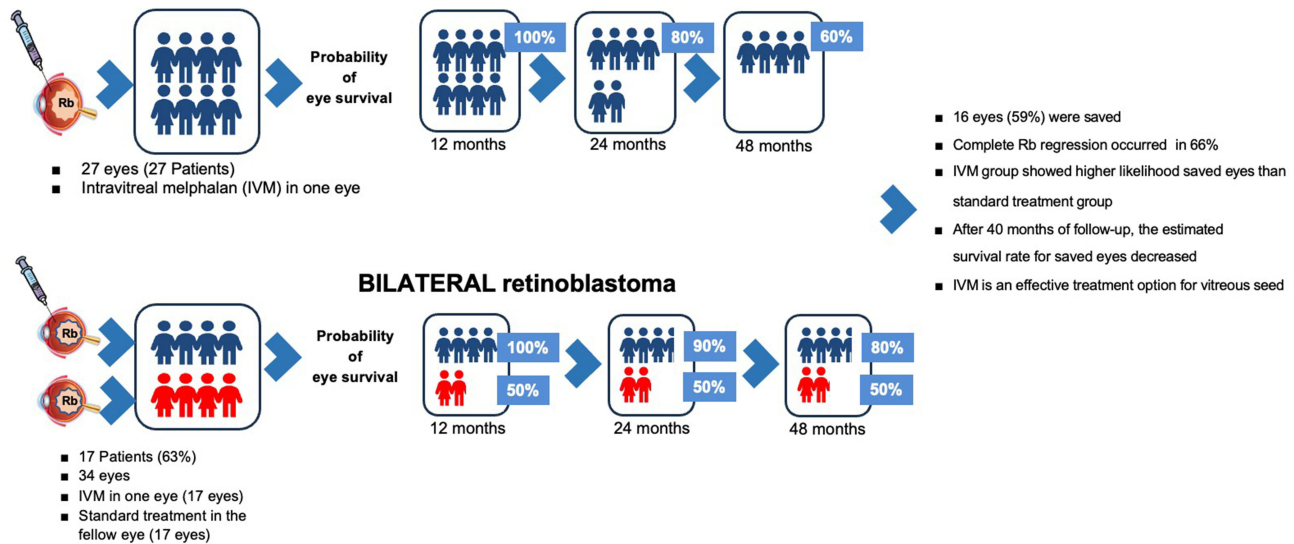 Rb
■ 27 eyes (27 Patients)
■ Intravitreal melphalan (IVM) in one eye
Probability
of
eye survival
100%
12 months
80%
24 months
60%
48 months
BILATERAL retinoblastoma
Rb
Rb
■ 17 Patients (63%)
■ 34 eyes
■ IVM in one eye (17 eyes)
■ Standard treatment in the
fellow eye (17 eyes)
Probability
of
eye survival
100%
50%
12 months
90%
50%
24 months
80%
50%
48 months
■ 16 eyes (59%) were saved
■ Complete Rb regression occurred in 66%
■ IVM group showed higher likelihood saved eyes than
standard treatment group
■ After 40 months of follow-up, the estimated
survival rate for saved eyes decreased
■ IVM is an effective treatment option for vitreous seed